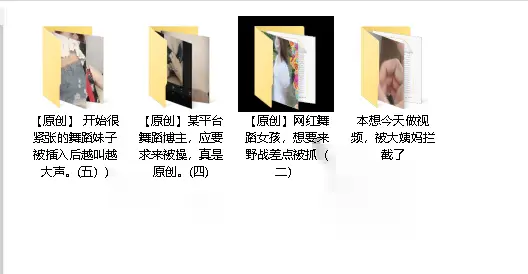 【原创】 开始很
紧张的舞蹈妹子
被插入后越叫越
大声。(五) )
【原创】某平台
舞蹈博主，应要
求来被操，真是
原创。(四)
【原创】网红舞
蹈女孩，想要来
野战差点被抓（
二)
本想今天做视
频，被大姨妈拦
截了